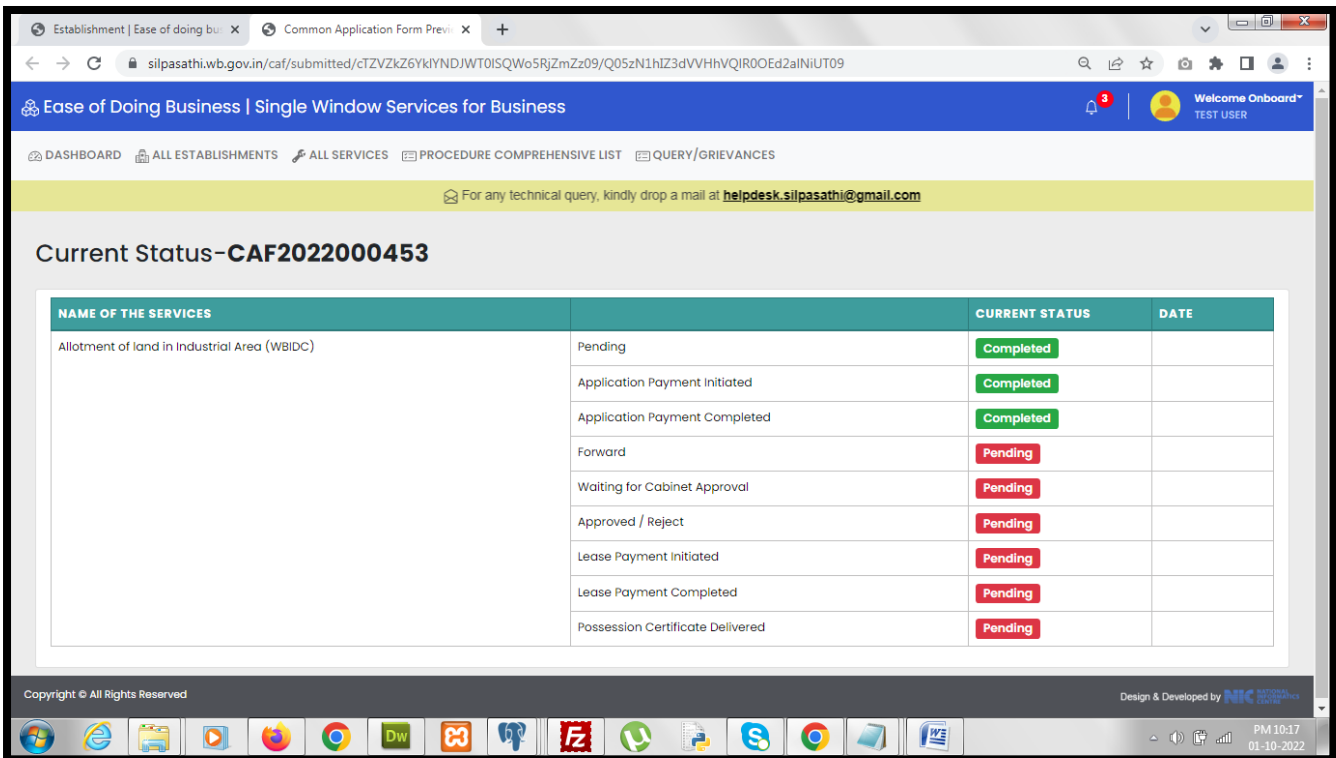 Establishment | Ease of doing bu
Common Application Form Previ
silpasathi.wb.gov.in/caf/submitted/cTZVZkZ6YklYNDJWT0lSQWo5RjZmZz09/Q05zN1hIZ3dVVHhVQlR0OEd2alNiUT09
Ease of Doing Business | Single Window Services for Business
3
Welcome Onboard
TEST USER
DASHBOARD ALL ESTABLISHMENTS ALL SERVICES PROCEDURE COMPREHENSIVE LIST QUERY/GRIEVANCES
For any technical query, kindly drop a mail at helpdesk.silpasathi@gmail.com
Current Status-CAF2022000453
NAME OF THE SERVICES CURRENT STATUS DATE
Allotment of land in Industrial Area (WBIDC) Pending Completed
Application Payment Initiated Completed
Application Payment Completed Completed
Forward Pending
Waiting for Cabinet Approval Pending
Approved / Reject Pending
Lease Payment Initiated Pending
Lease Payment Completed Pending
Possession Certificate Delivered Pending
Copyright © All Rights Reserved
Design & Developed by NIC NATIONAL INFORMATICS CENTRE
Dw
PM 10:17
01-10-2022